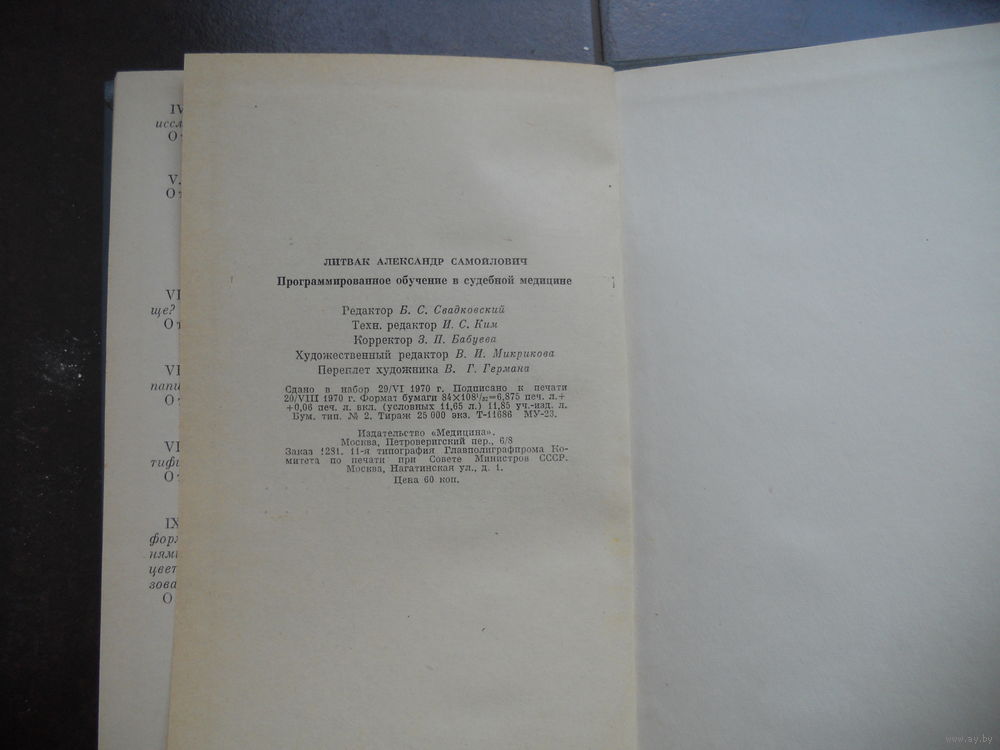 IV
иссл
О
V.
О
VI
ще?
О
VI
папи
О
VI
тифи
О
IX
форм
нями
цвет
зова
О
ЛИТВАК АЛЕКСАНДР САМОЙЛОВИЧ
Программированное обучение в судебной медицине
Редактор Б. С. Свадковский
Техн. редактор И. С. Ким
Корректор З. П. Бабуева
Художественный редактор В. И. Микрикова
Переплет художника В. Г. Германа
Сдано в набор 29/VI 1970 г. Подписано к печати
20/VIII 1970 г. Формат бумаги 84×108¹/₃₂=6,875 печ. л.+
+0,06 печ. л. вкл. (условных 11,65 л.) 11,85 уч.-изд. л.
Бум. тип. № 2. Тираж 25 000 экз. Т-11686 МУ-23.
Издательство «Медицина».
Москва, Петроверигский пер., 6/8
Заказ 1281. 11-я типография Главполиграфпрома Ко-
митета по печати при Совете Министров СССР.
Москва, Нагатинская ул., д. 1.
Цена 60 коп.
www.ay.by